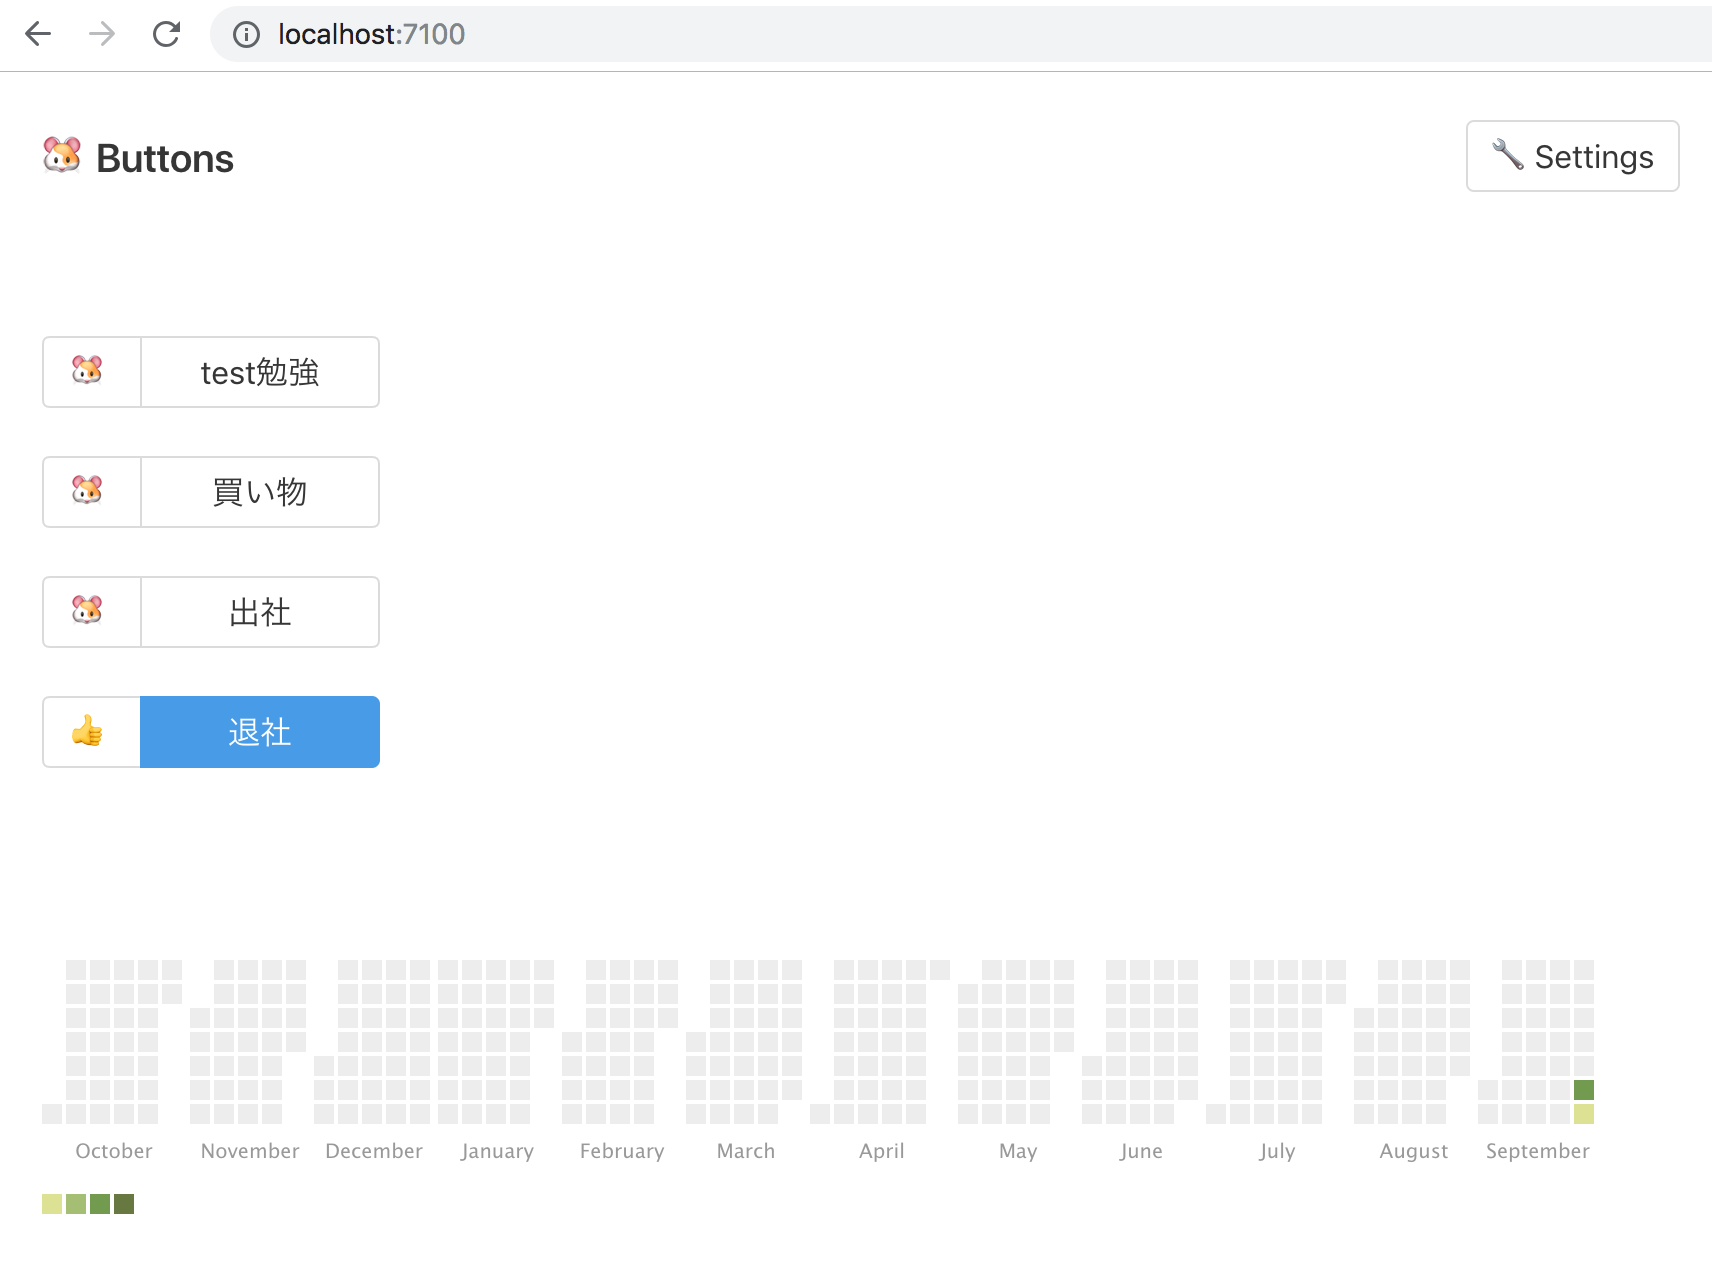 localhost:7100
🐹 Buttons
🔧 Settings
🐹 test勉強
🐹 買い物
🐹 出社
👍 退社
October November December January February March April May June July August September